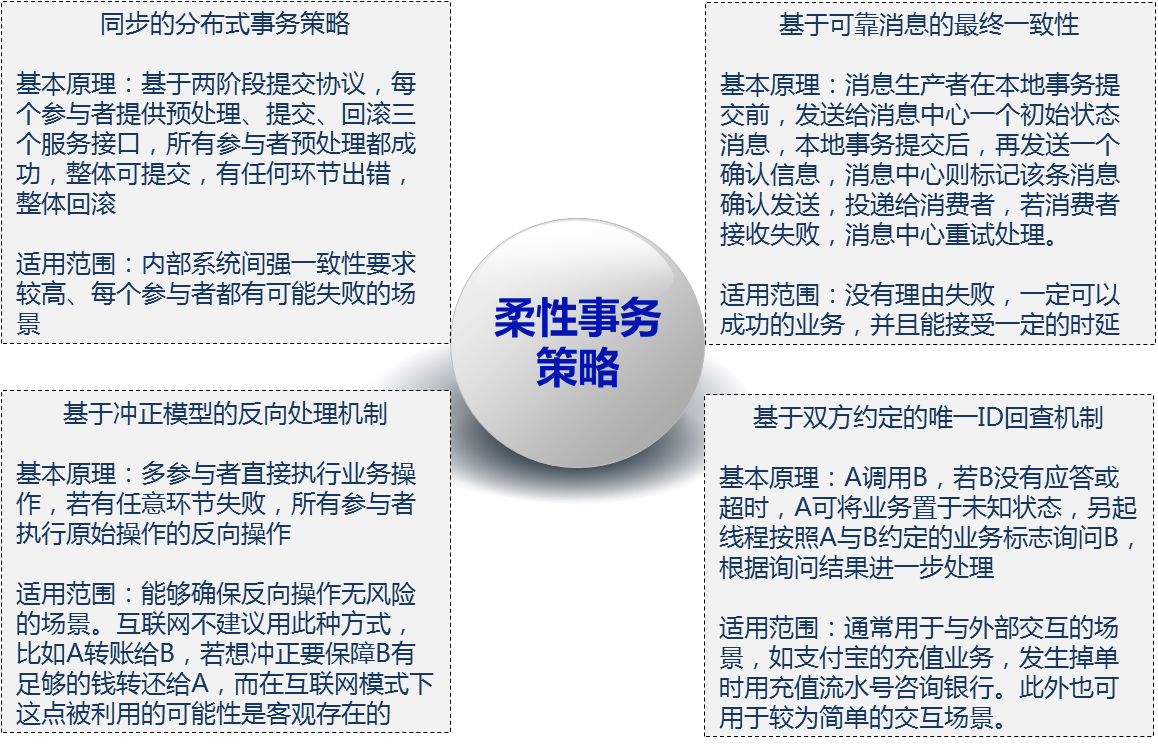 同步的分布式事务策略
基本原理：基于两阶段提交协议，每
个参与者提供预处理、提交、回滚三
个服务接口，所有参与者预处理都成
功，整体可提交，有任何环节出错，
整体回滚
适用范围：内部系统间强一致性要求
较高、每个参与者都有可能失败的场
景
基于可靠消息的最终一致性
基本原理：消息生产者在本地事务提
交前，发送给消息中心一个初始状态
消息，本地事务提交后，再发送一个
确认信息，消息中心则标记该条消息
确认发送，投递给消费者，若消费者
接收失败，消息中心重试处理。
适用范围：没有理由失败，一定可以
成功的业务，并且能接受一定的时延
柔性事务
策略
基于冲正模型的反向处理机制
基本原理：多参与者直接执行业务操
作，若有任意环节失败，所有参与者
执行原始操作的反向操作
适用范围：能够确保反向操作无风险
的场景。互联网不建议用此种方式，
比如A转账给B，若想冲正要保障B有
足够的钱转还给A，而在互联网模式下
这点被利用的可能性是客观存在的
基于双方约定的唯一ID回查机制
基本原理：A调用B，若B没有应答或
超时，A可将业务置于未知状态，另起
线程按照A与B约定的业务标志询问B，
根据询问结果进一步处理
适用范围：通常用于与外部交互的场
景，如支付宝的充值业务，发生掉单
时用充值流水号咨询银行。此外也可
用于较为简单的交互场景。